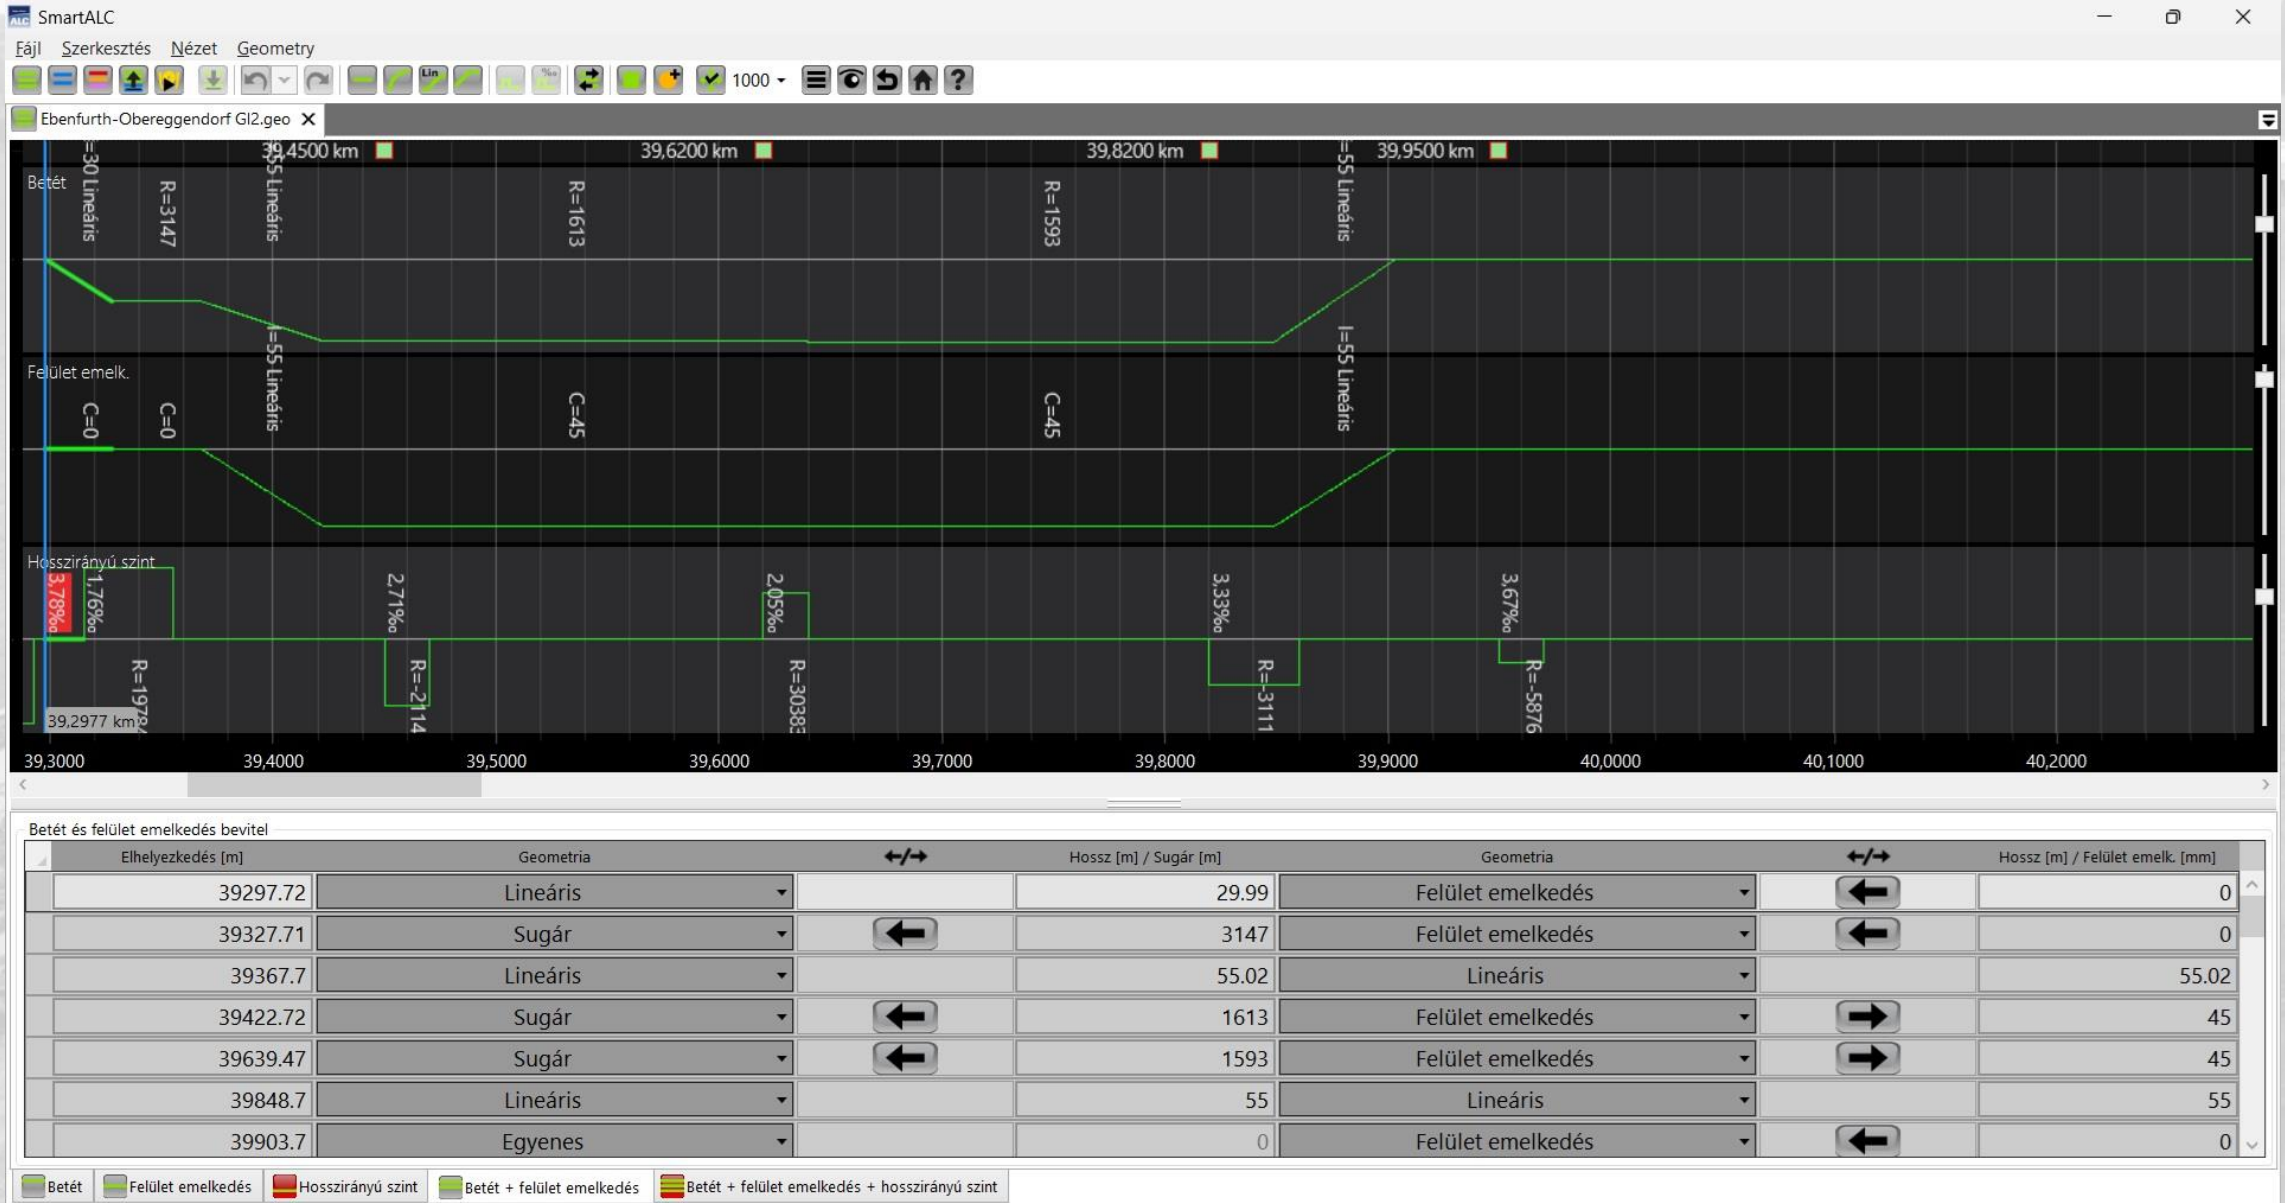 SmartALC
Fájl Szerkesztés Nézet Geometry
Lin ‰ 1000
Ebenfurth-Obereggendorf Gl2.geo
39,4500 km 39,6200 km 39,8200 km 39,9500 km
Betét
=30 Lineáris
R=3147
=55 Lineáris
R=1613
R=1593
=55 Lineáris
Felület emelk.
C=0
C=0
l=55 Lineáris
C=45
C=45
l=55 Lineáris
Hosszirányú szint
3,78‰
1,76‰
2,71‰
2,05‰
3,33‰
3,67‰
R=-2114
R=30383
R=-3111
R=-5876
39,2977 km
39,3000 39,4000 39,5000 39,6000 39,7000 39,8000 39,9000 40,0000 40,1000 40,2000
Betét és felület emelkedés bevitel
Elhelyezkedés [m] Geometria ←/→ Hossz [m] / Sugár [m] Geometria ←/→ Hossz [m] / Felület emelk. [mm]
39297.72 Lineáris 29.99 Felület emelkedés 0
39327.71 Sugár 3147 Felület emelkedés 0
39367.7 Lineáris 55.02 Lineáris 55.02
39422.72 Sugár 1613 Felület emelkedés 45
39639.47 Sugár 1593 Felület emelkedés 45
39848.7 Lineáris 55 Lineáris 55
39903.7 Egyenes 0 Felület emelkedés 0
Betét Felület emelkedés Hosszirányú szint Betét + felület emelkedés Betét + felület emelkedés + hosszirányú szint